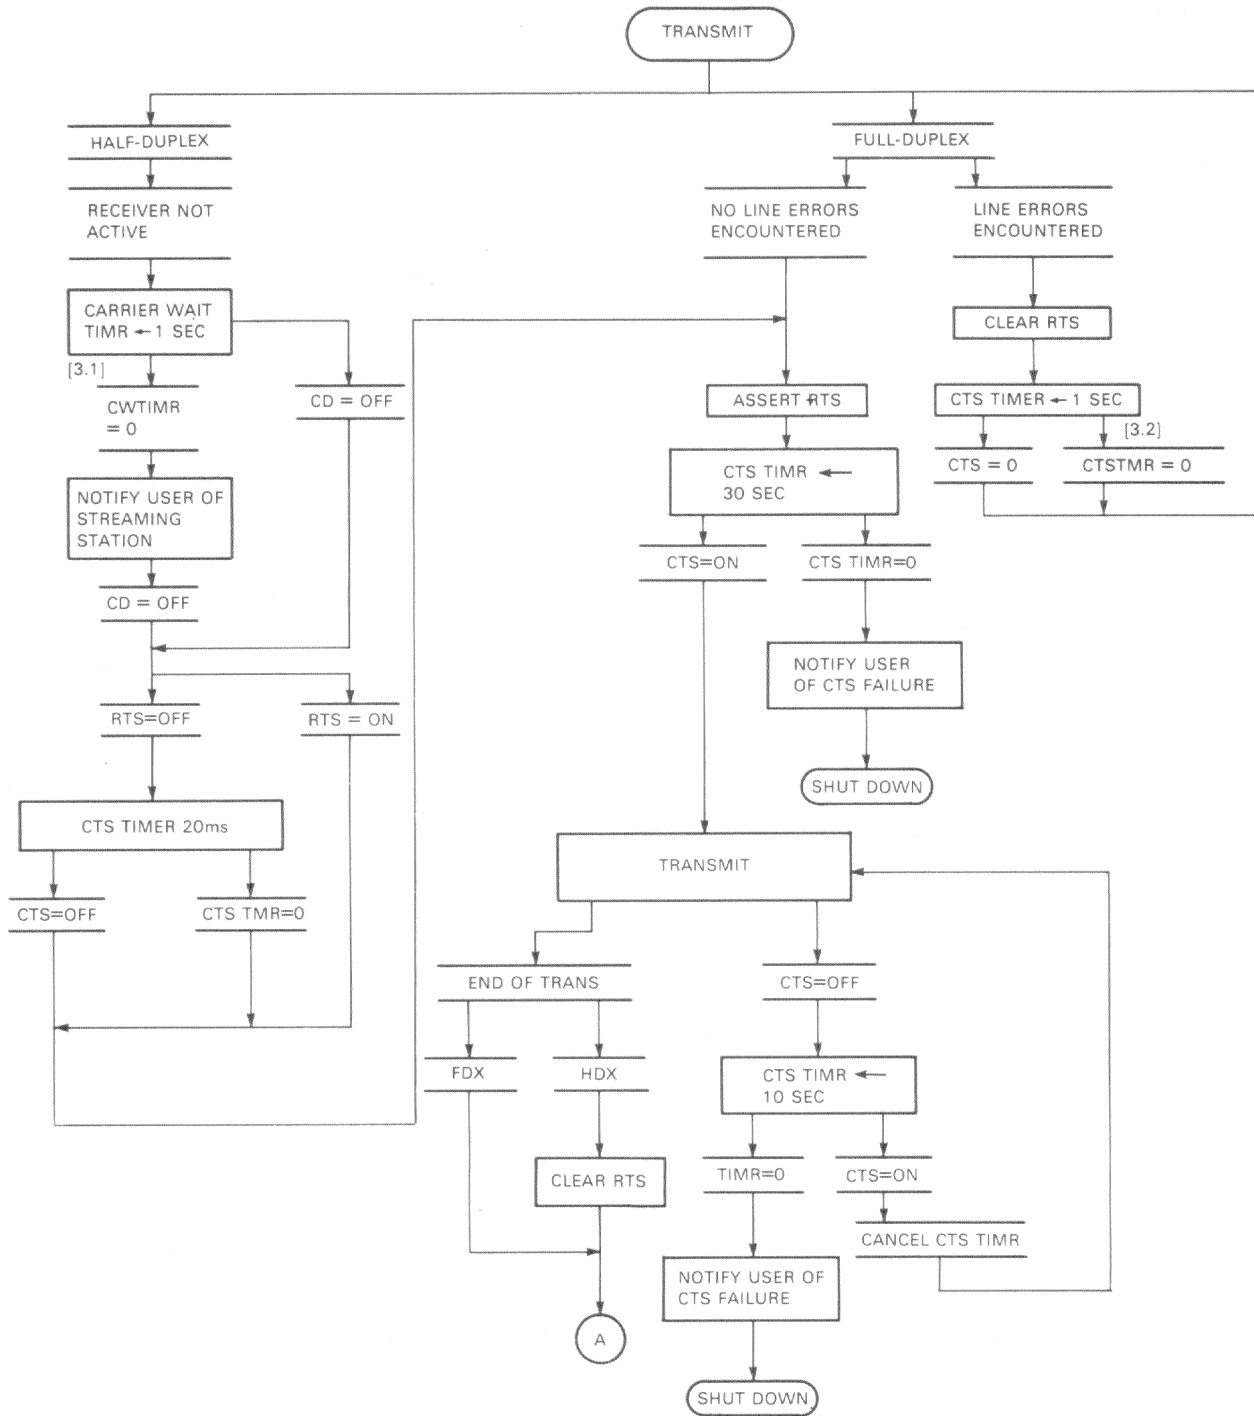 TRANSMIT
HALF-DUPLEX
FULL-DUPLEX
RECEIVER NOT
ACTIVE
NO LINE ERRORS
ENCOUNTERED
LINE ERRORS
ENCOUNTERED
CARRIER WAIT
TIMR ← 1 SEC
[3.1]
CLEAR RTS
CWTIMR
= 0
CD = OFF
ASSERT RTS
CTS TIMER ← 1 SEC
[3.2]
CTS = 0
CTSTMR = 0
CTS TIMR ←
30 SEC
NOTIFY USER OF
STREAMING
STATION
CTS=ON
CTS TIMR=0
CD = OFF
NOTIFY USER
OF CTS FAILURE
RTS=OFF
RTS = ON
SHUT DOWN
CTS TIMER 20ms
TRANSMIT
CTS=OFF
CTS TMR=0
END OF TRANS
CTS=OFF
FDX
HDX
CTS TIMR ←
10 SEC
CLEAR RTS
TIMR=0
CTS=ON
CANCEL CTS TIMR
NOTIFY USER OF
CTS FAILURE
A
SHUT DOWN